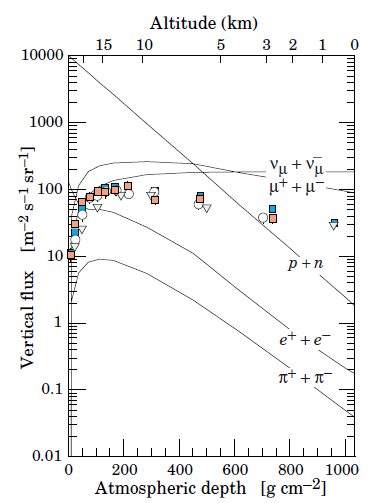 Altitude (km)
15 10 5 3 2 1 0
10000
1000
100
10
1
0.1
0.01
Vertical flux [m–2 s–1 sr–1]
νμ + ν̅μ
μ+ + μ–
p + n
e+ + e–
π+ + π–
0 200 400 600 800 1000
Atmospheric depth [g cm–2]